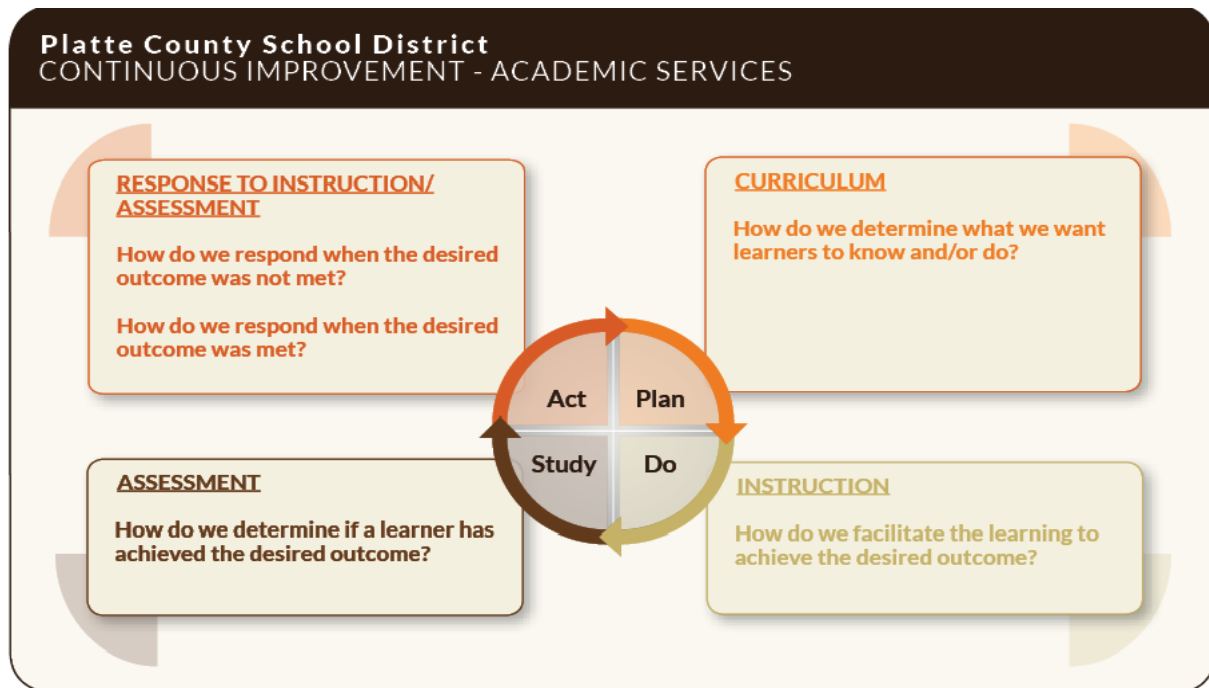 Platte County School District
CONTINUOUS IMPROVEMENT - ACADEMIC SERVICES
RESPONSE TO INSTRUCTION/
ASSESSMENT
How do we respond when the desired
outcome was not met?
How do we respond when the desired
outcome was met?
CURRICULUM
How do we determine what we want
learners to know and/or do?
Act
Plan
Study
Do
ASSESSMENT
How do we determine if a learner has
achieved the desired outcome?
INSTRUCTION
How do we facilitate the learning to
achieve the desired outcome?